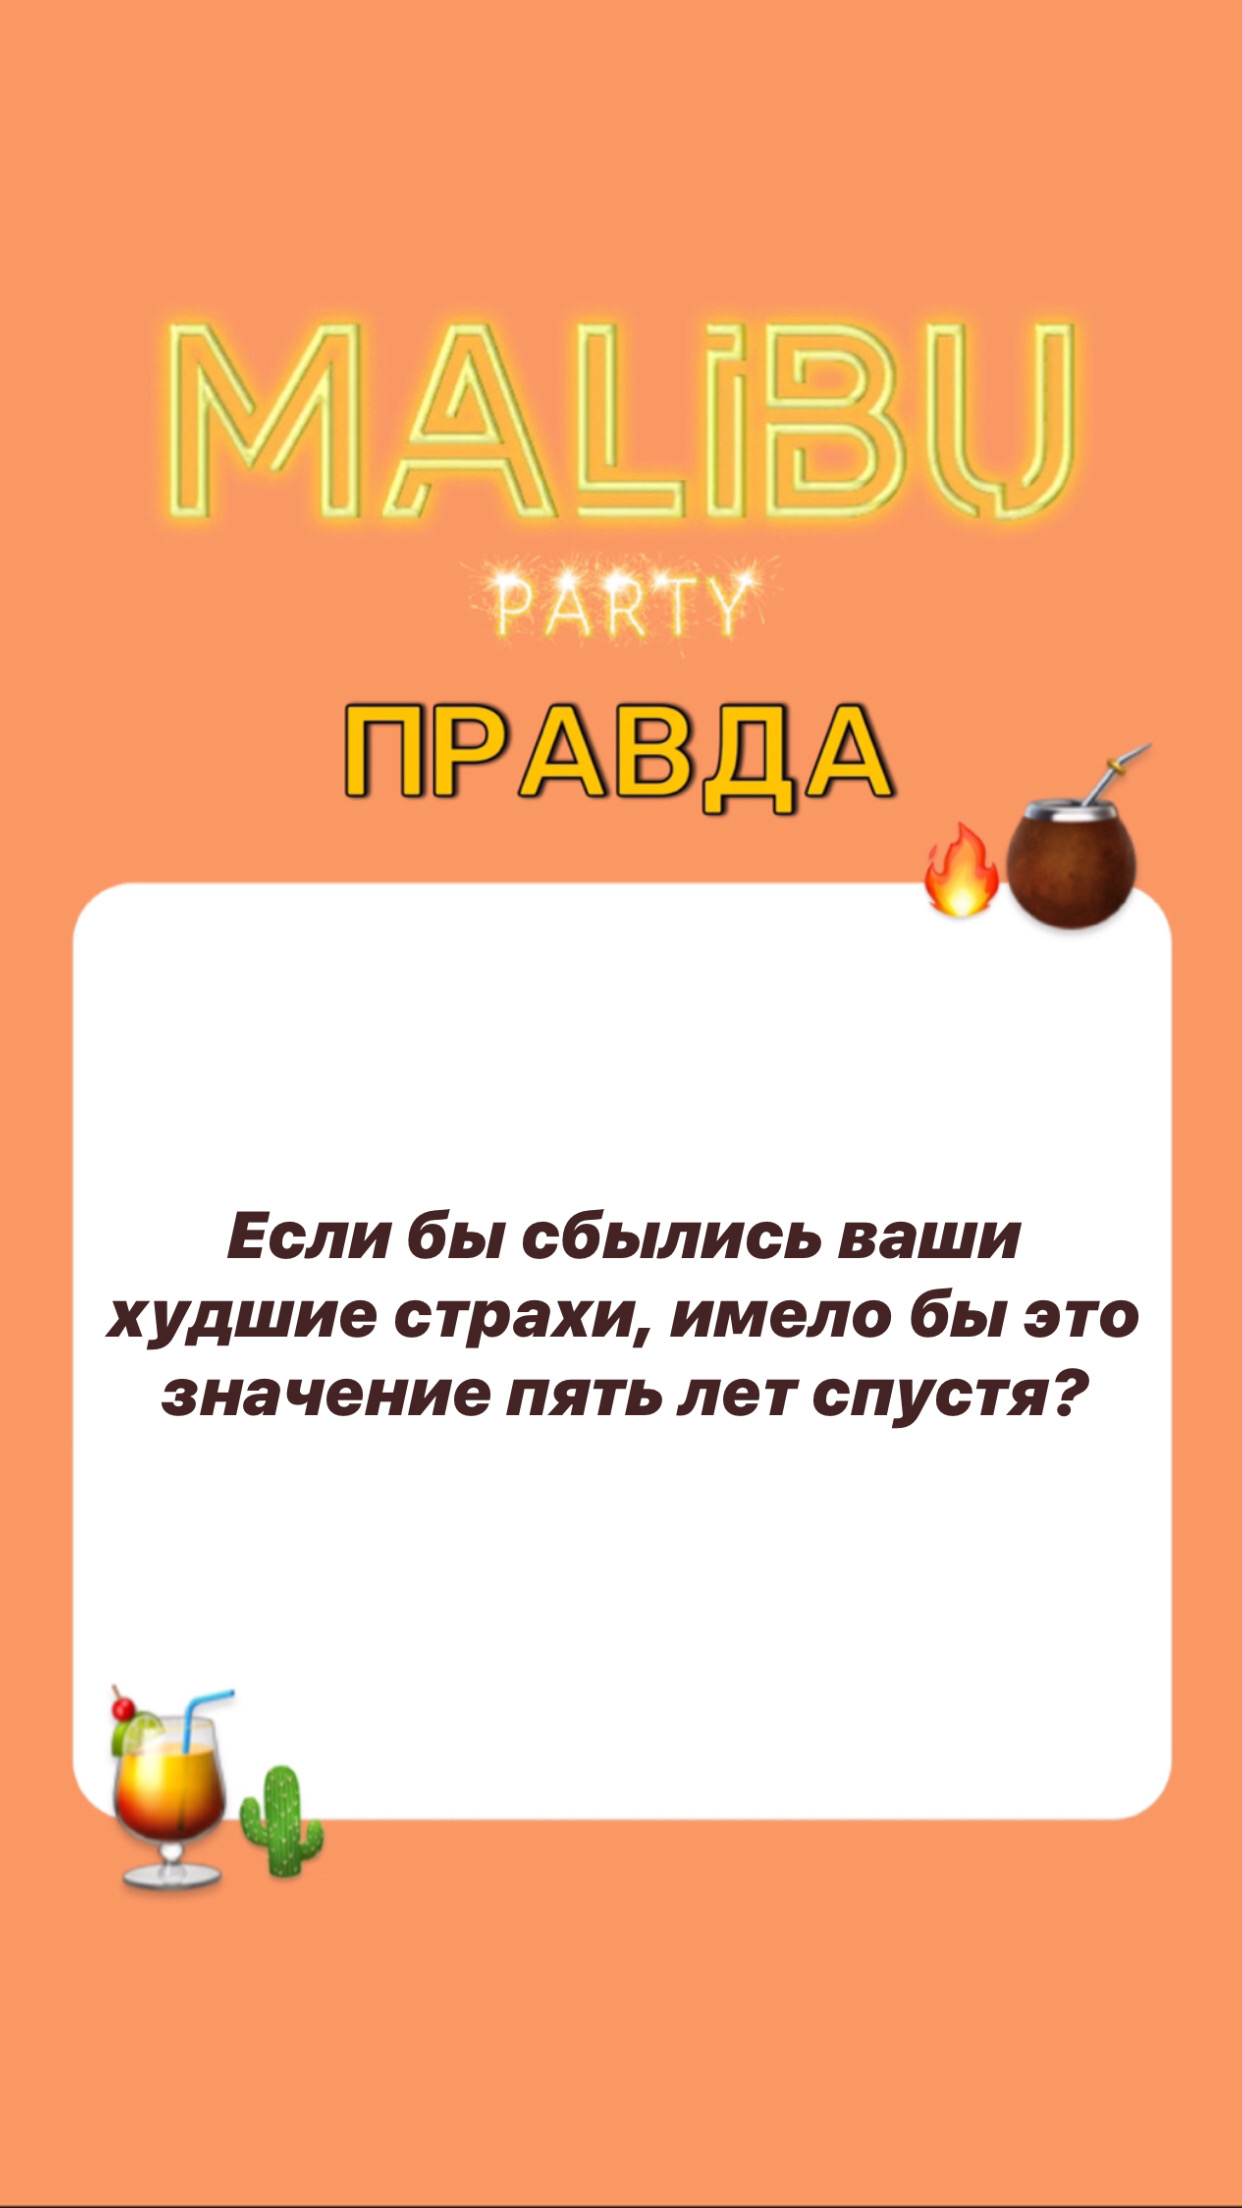 MALiBU
PARTY
ПРАВДА
Если бы сбылись ваши
худшие страхи, имело бы это
значение пять лет спустя?